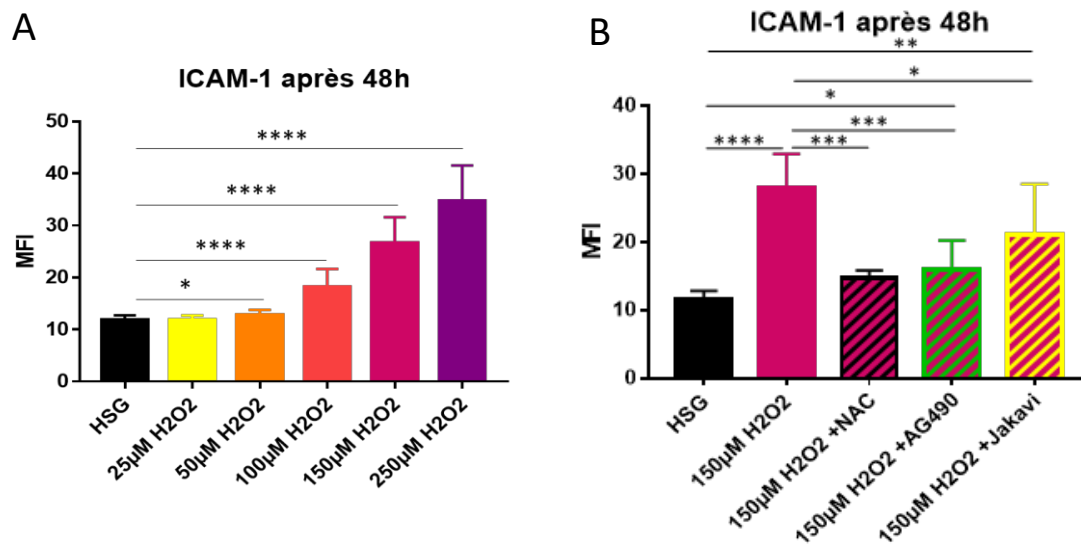 A
ICAM-1 après 48h
MFI
50
40
30
20
10
0
****
****
****
*
HSG
25µM H2O2
50µM H2O2
100µM H2O2
150µM H2O2
250µM H2O2
B
ICAM-1 après 48h
MFI
40
30
20
10
0
**
*
*
***
****
***
HSG
150µM H2O2
150µM H2O2 +NAC
150µM H2O2 +AG490
150µM H2O2 +Jakavi